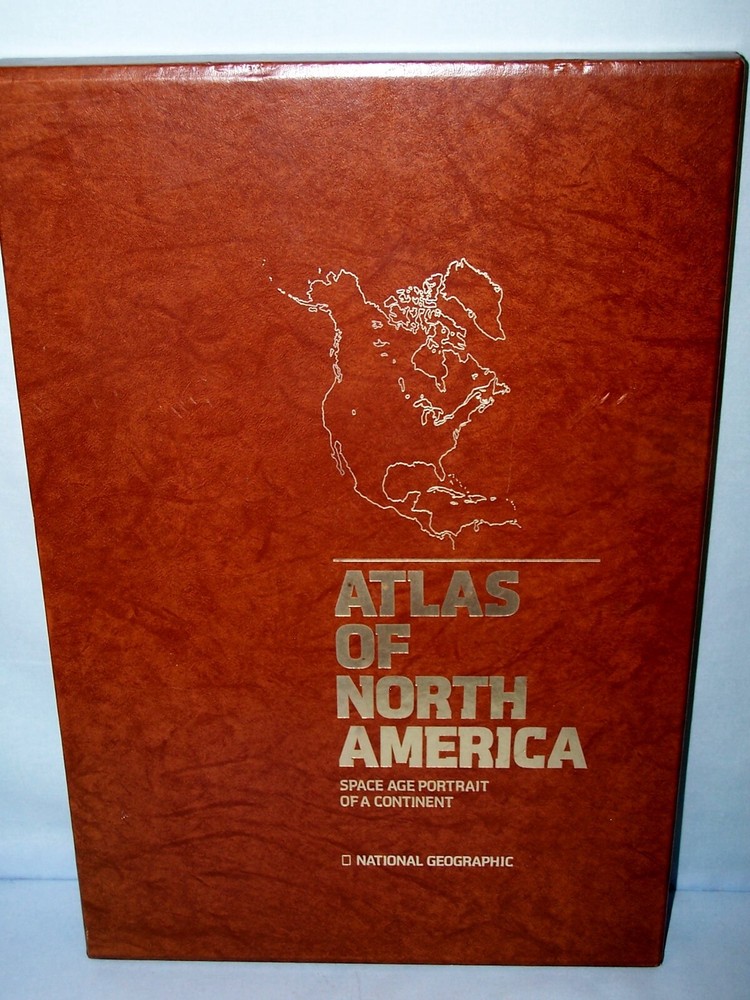 ATLAS
OF
NORTH
AMERICA
SPACE AGE PORTRAIT
OF A CONTINENT
NATIONAL GEOGRAPHIC